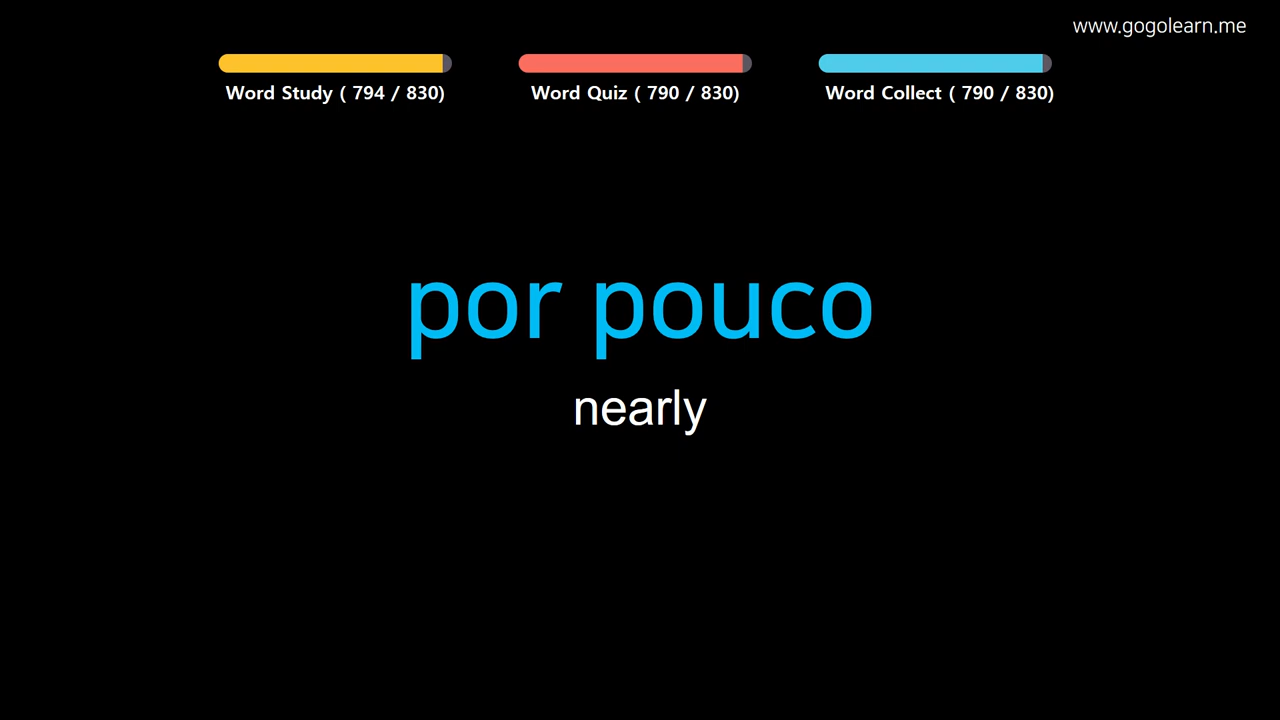 www.gogolearn.me
Word Study ( 794 / 830)
Word Quiz ( 790 / 830)
Word Collect ( 790 / 830)
por pouco
nearly